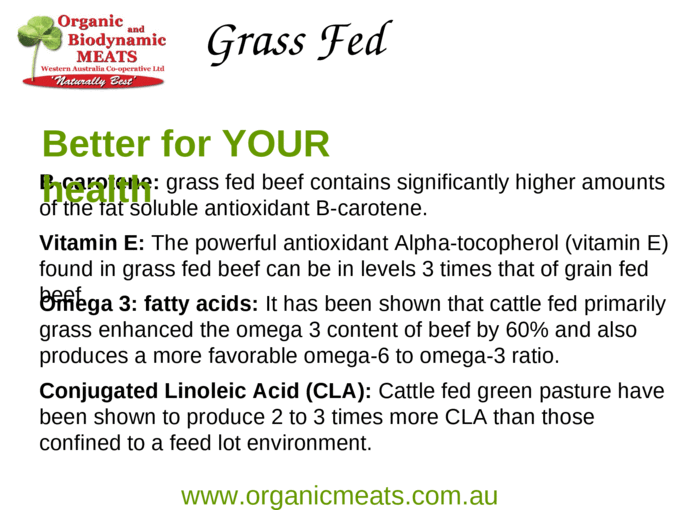 Organic and
Biodynamic
MEATS
Western Australia Co-operative Ltd
'Naturally Best'
Grass Fed
Better for YOUR
health
B-carotene: grass fed beef contains significantly higher amounts
of the fat soluble antioxidant B-carotene.
Vitamin E: The powerful antioxidant Alpha-tocopherol (vitamin E)
found in grass fed beef can be in levels 3 times that of grain fed
beef
Omega 3: fatty acids: It has been shown that cattle fed primarily
grass enhanced the omega 3 content of beef by 60% and also
produces a more favorable omega-6 to omega-3 ratio.
Conjugated Linoleic Acid (CLA): Cattle fed green pasture have
been shown to produce 2 to 3 times more CLA than those
confined to a feed lot environment.
www.organicmeats.com.au